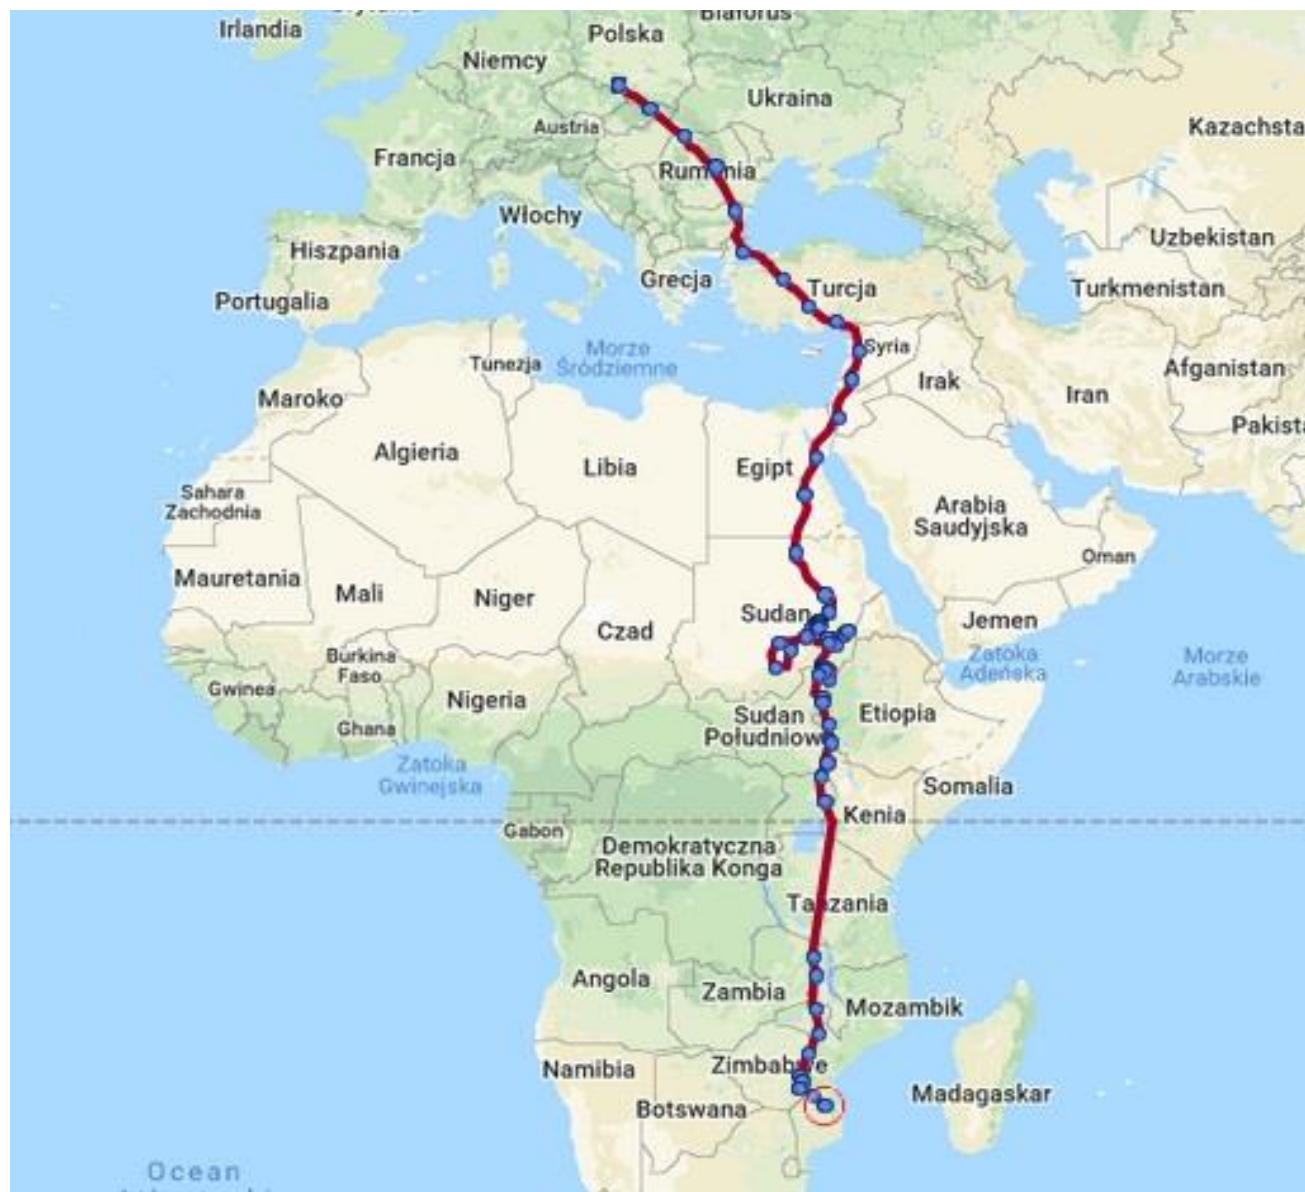 Białoruś
Irlandia
Polska
Niemcy
Ukraina
Austria
Kazachsta
Francja
Rumunia
Włochy
Uzbekistan
Hiszpania
Grecja
Turcja
Turkmenistan
Portugalia
Morze
Śródziemne
Syria
Tunezja
Afganistan
Irak
Iran
Maroko
Pakista
Algieria
Libia
Egipt
Sahara
Zachodnia
Arabia
Saudyjska
Oman
Mauretania
Mali
Niger
Sudan
Jemen
Czad
Burkina
Faso
Zatoka
Adeńska
Morze
Arabskie
Gwinea
Nigeria
Ghana
Sudan
Południow
Etiopia
Zatoka
Gwinejska
Somalia
Kenia
Gabon
Demokratyczna
Republika Konga
Tanzania
Angola
Zambia
Mozambik
Zimbabwe
Namibia
Madagaskar
Botswana
Ocean